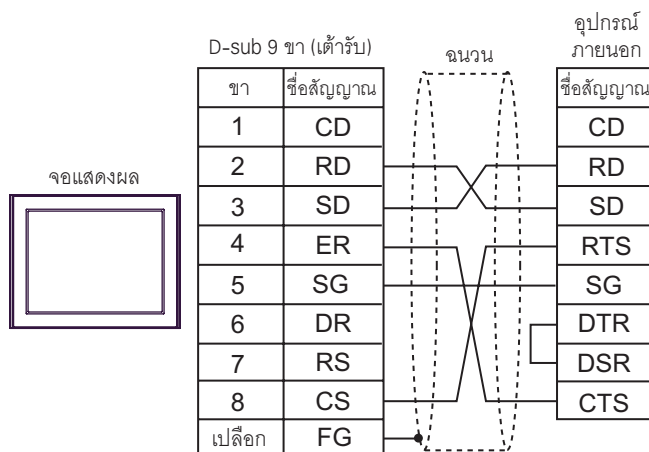 จอแสดงผล
D-sub 9 ขา (เต้ารับ)
ขา ชื่อสัญญาณ
1 CD
2 RD
3 SD
4 ER
5 SG
6 DR
7 RS
8 CS
เปลือก FG
ฉนวน
อุปกรณ์
ภายนอก
ชื่อสัญญาณ
CD
RD
SD
RTS
SG
DTR
DSR
CTS